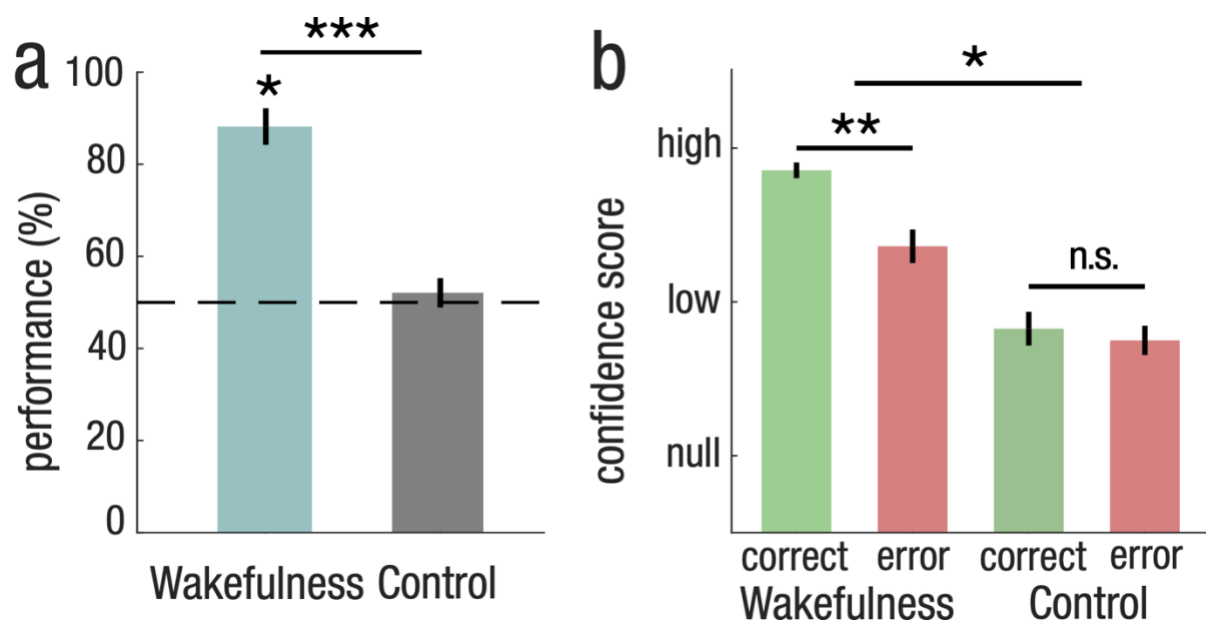 a
***
*
100
80
60
40
20
0
performance (%)
Wakefulness Control
b
*
**
n.s.
high
low
null
confidence score
correct error correct error
Wakefulness Control